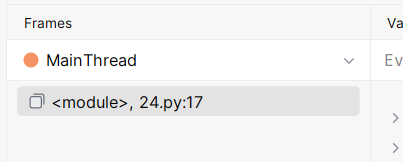 Frames
Va
MainThread
Ev
<module>, 24.py:17